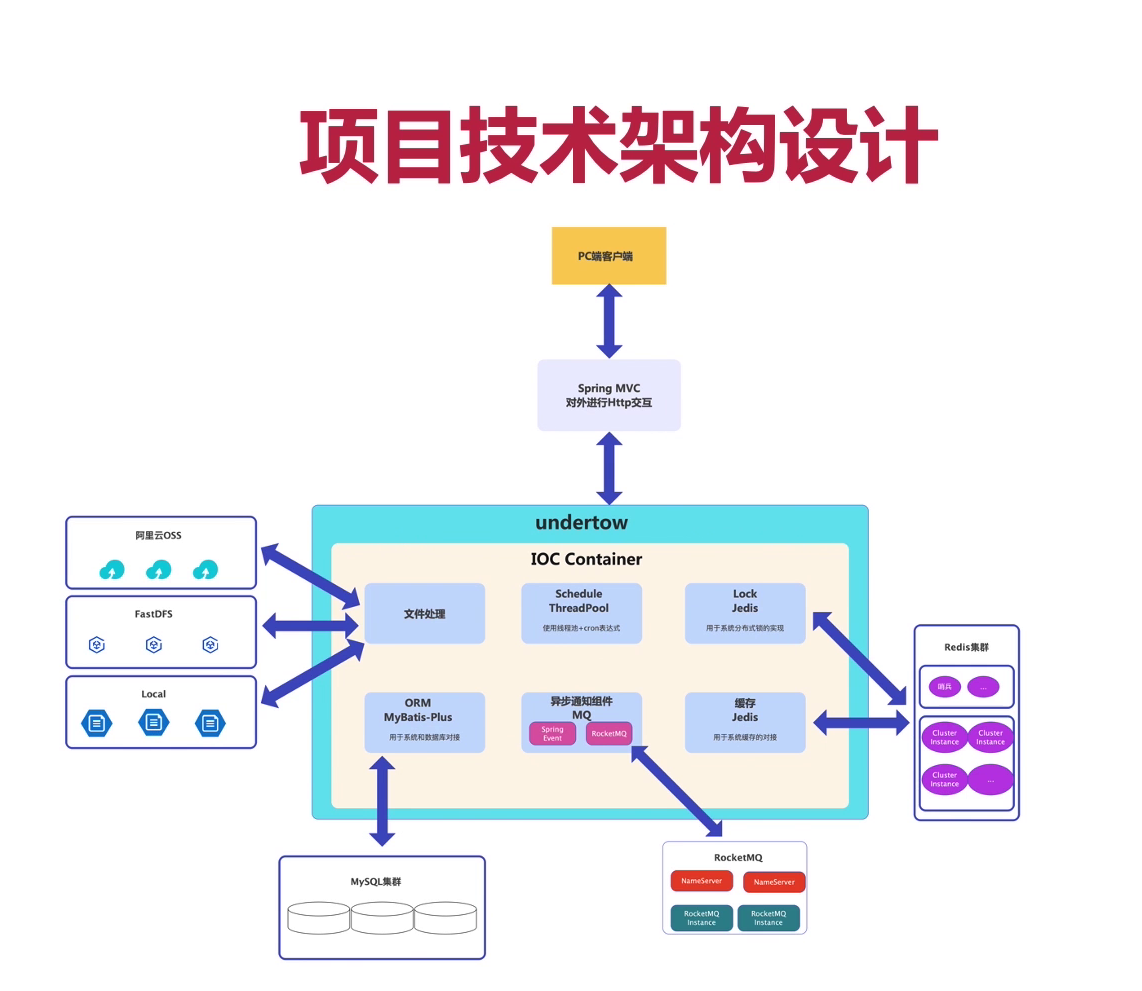 项目技术架构设计
PC端客户端
Spring MVC
对外进行Http交互
undertow
IOC Container
阿里云OSS
FastDFS
Local
文件处理
Schedule
ThreadPool
使用线程池+cron表达式
Lock
Jedis
用于系统分布式锁的实现
ORM
MyBatis-Plus
用于系统和数据库对接
异步通知组件
MQ
Spring
Event
RocketMQ
缓存
Jedis
用于系统缓存的对接
Redis集群
哨兵
...
Cluster
Instance
Cluster
Instance
Cluster
Instance
...
MySQL集群
RocketMQ
NameServer
NameServer
RocketMQ
Instance
RocketMQ
Instance